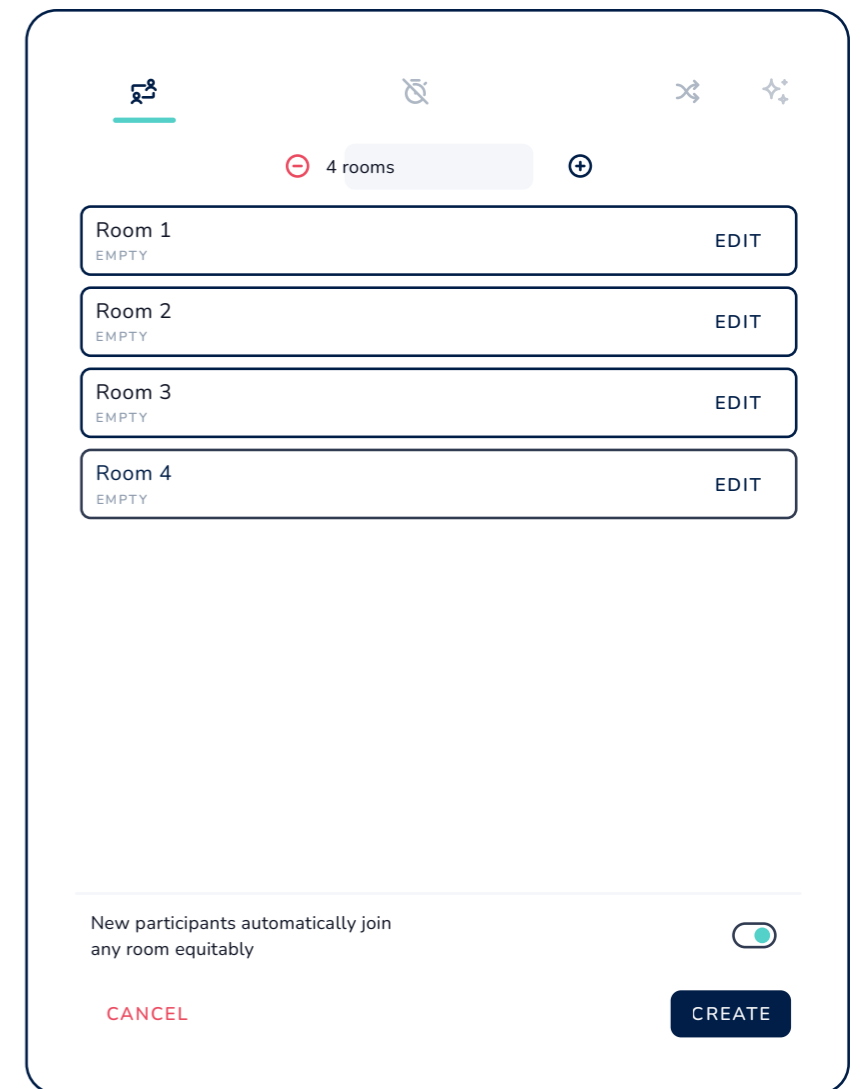 4 rooms
Room 1
EDIT
EMPTY
Room 2
EDIT
EMPTY
Room 3
EDIT
EMPTY
Room 4
EDIT
EMPTY
New participants automatically join
any room equitably
CANCEL
CREATE